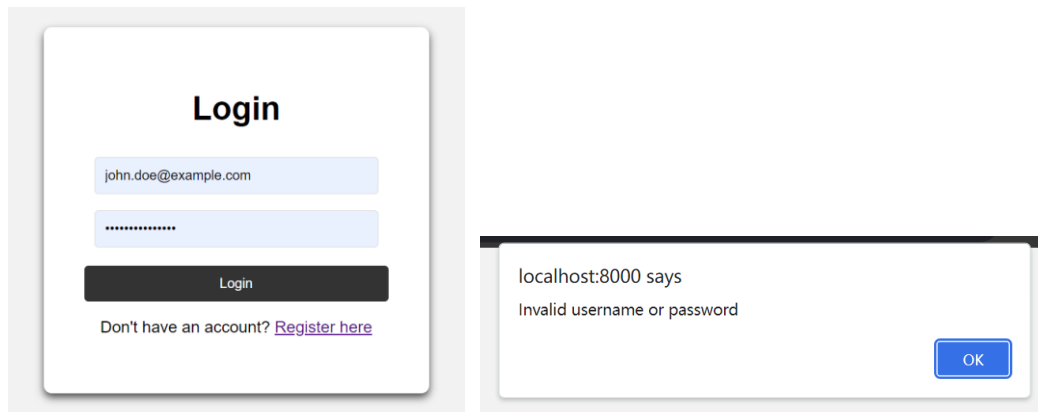 Login
john.doe@example.com
•••••••••••••••
Login
Don't have an account? Register here
localhost:8000 says
Invalid username or password
OK